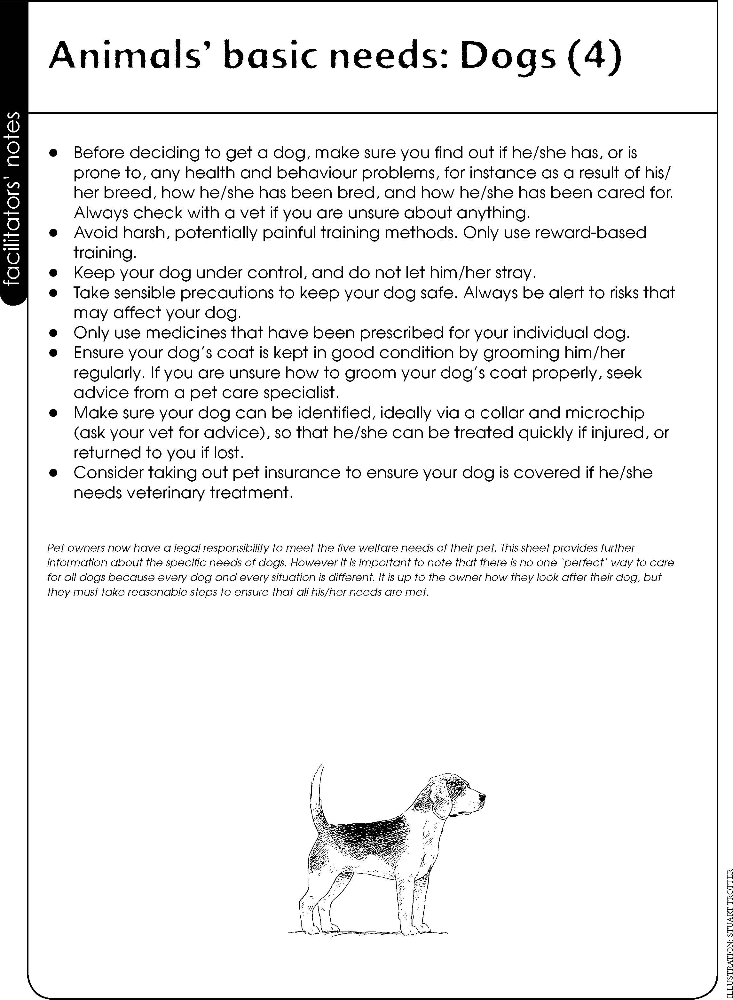 Animals’ basic needs: Dogs (4)
facilitators’ notes
● Before deciding to get a dog, make sure you find out if he/she has, or is
prone to, any health and behaviour problems, for instance as a result of his/
her breed, how he/she has been bred, and how he/she has been cared for.
Always check with a vet if you are unsure about anything.
● Avoid harsh, potentially painful training methods. Only use reward-based
training.
● Keep your dog under control, and do not let him/her stray.
● Take sensible precautions to keep your dog safe. Always be alert to risks that
may affect your dog.
● Only use medicines that have been prescribed for your individual dog.
● Ensure your dog’s coat is kept in good condition by grooming him/her
regularly. If you are unsure how to groom your dog’s coat properly, seek
advice from a pet care specialist.
● Make sure your dog can be identified, ideally via a collar and microchip
(ask your vet for advice), so that he/she can be treated quickly if injured, or
returned to you if lost.
● Consider taking out pet insurance to ensure your dog is covered if he/she
needs veterinary treatment.
Pet owners now have a legal responsibility to meet the five welfare needs of their pet. This sheet provides further
information about the specific needs of dogs. However it is important to note that there is no one ‘perfect’ way to care
for all dogs because every dog and every situation is different. It is up to the owner how they look after their dog, but
they must take reasonable steps to ensure that all his/her needs are met.
ILLUSTRATION: STUART TROTTER